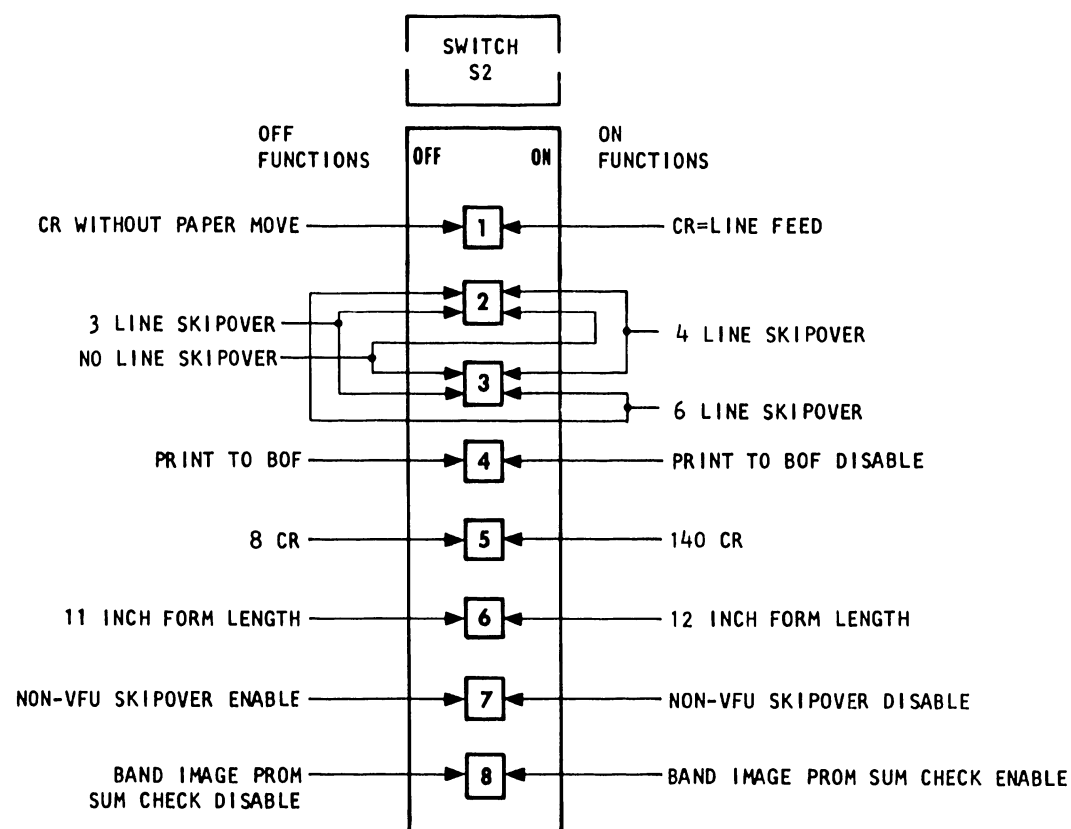 SWITCH
S2
OFF
FUNCTIONS
ON
FUNCTIONS
OFF ON
CR WITHOUT PAPER MOVE 1 CR=LINE FEED
2
3 LINE SKIPOVER
4 LINE SKIPOVER
NO LINE SKIPOVER
3
6 LINE SKIPOVER
PRINT TO BOF 4 PRINT TO BOF DISABLE
8 CR 5 140 CR
11 INCH FORM LENGTH 6 12 INCH FORM LENGTH
NON-VFU SKIPOVER ENABLE 7 NON-VFU SKIPOVER DISABLE
BAND IMAGE PROM
SUM CHECK DISABLE
8 BAND IMAGE PROM SUM CHECK ENABLE